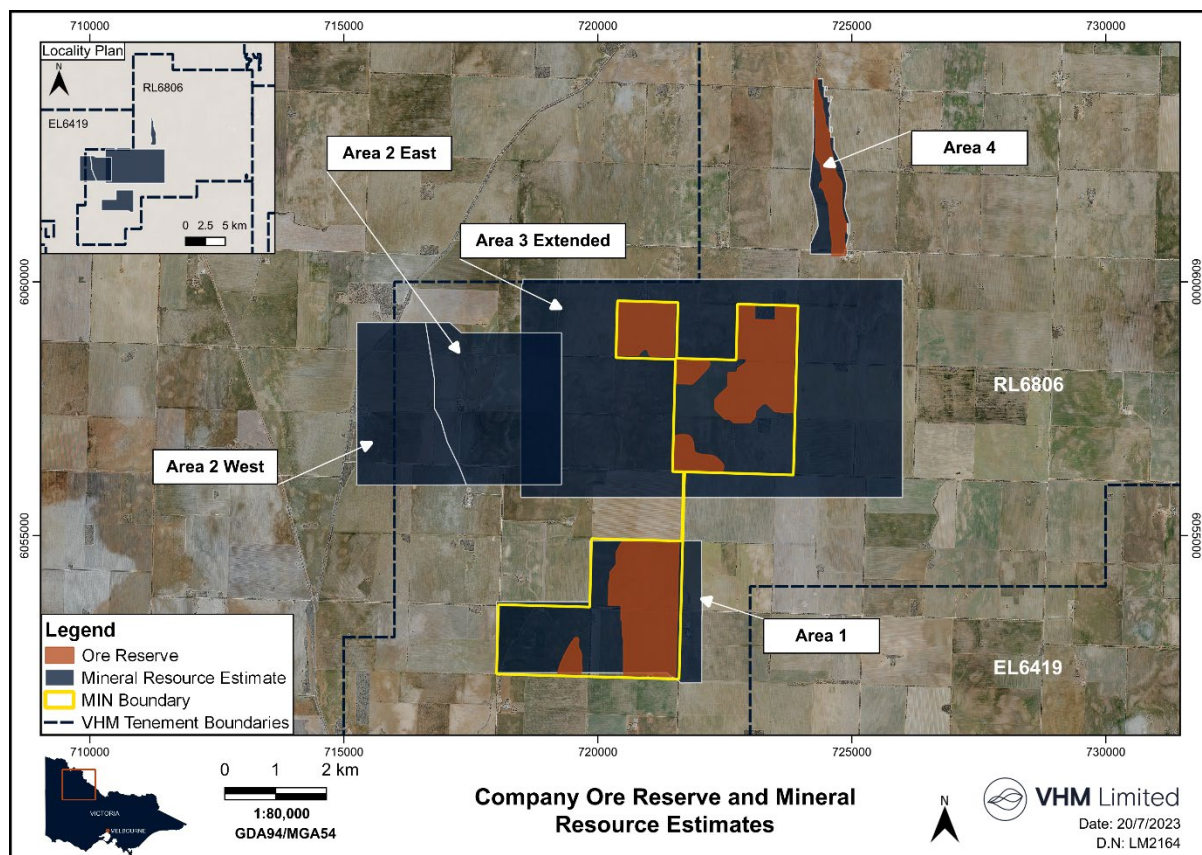 710000 715000 720000 725000 730000
Locality Plan
N
RL6806
EL6419
0 2.5 5 km
Area 2 East
Area 4
Area 3 Extended
6060000
6060000
RL6806
Area 2 West
6055000
6055000
Area 1
EL6419
Legend
Ore Reserve
Mineral Resource Estimate
MIN Boundary
VHM Tenement Boundaries
710000 715000 720000 725000 730000
VICTORIA
MELBOURNE
0 1 2 km
1:80,000
GDA94/MGA54
Company Ore Reserve and Mineral
Resource Estimates
N
VHM Limited
Date: 20/7/2023
D.N: LM2164